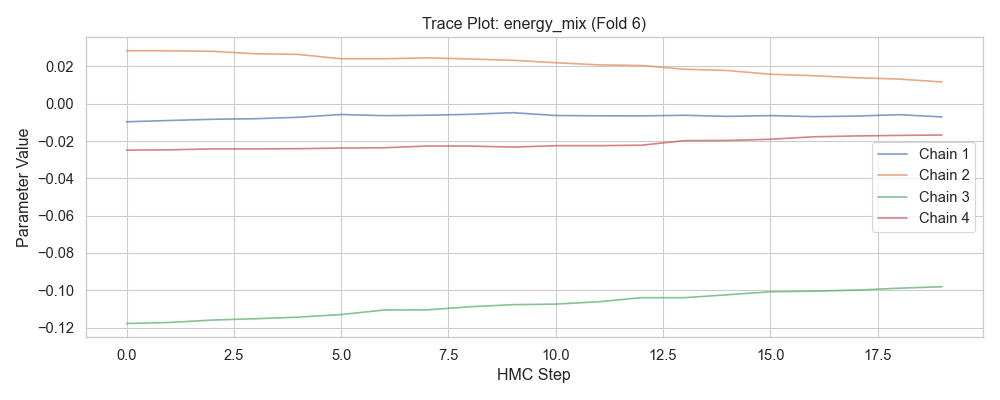 Trace Plot: energy_mix (Fold 6)
Parameter Value
0.02
0.00
−0.02
−0.04
−0.06
−0.08
−0.10
−0.12
Chain 1
Chain 2
Chain 3
Chain 4
0.0 2.5 5.0 7.5 10.0 12.5 15.0 17.5
HMC Step